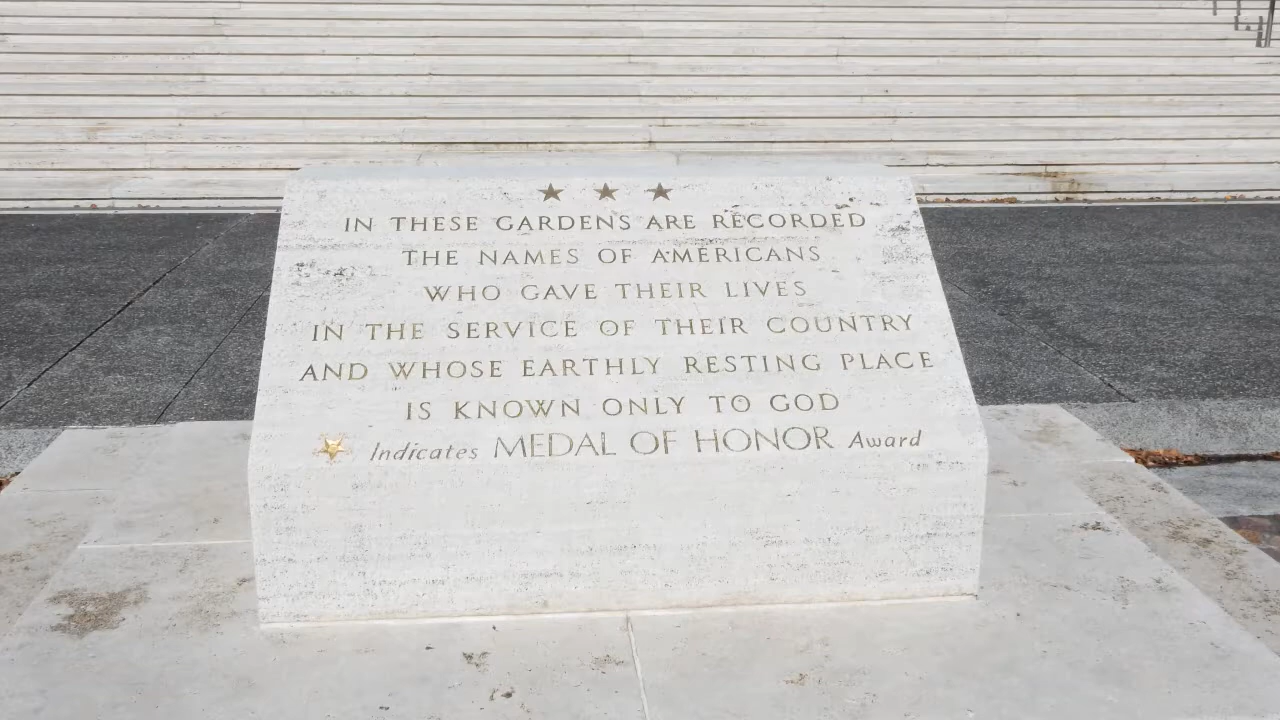 IN THESE GARDENS ARE RECORDED
THE NAMES OF AMERICANS
WHO GAVE THEIR LIVES
IN THE SERVICE OF THEIR COUNTRY
AND WHOSE EARTHLY RESTING PLACE
IS KNOWN ONLY TO GOD
Indicates MEDAL OF HONOR Award